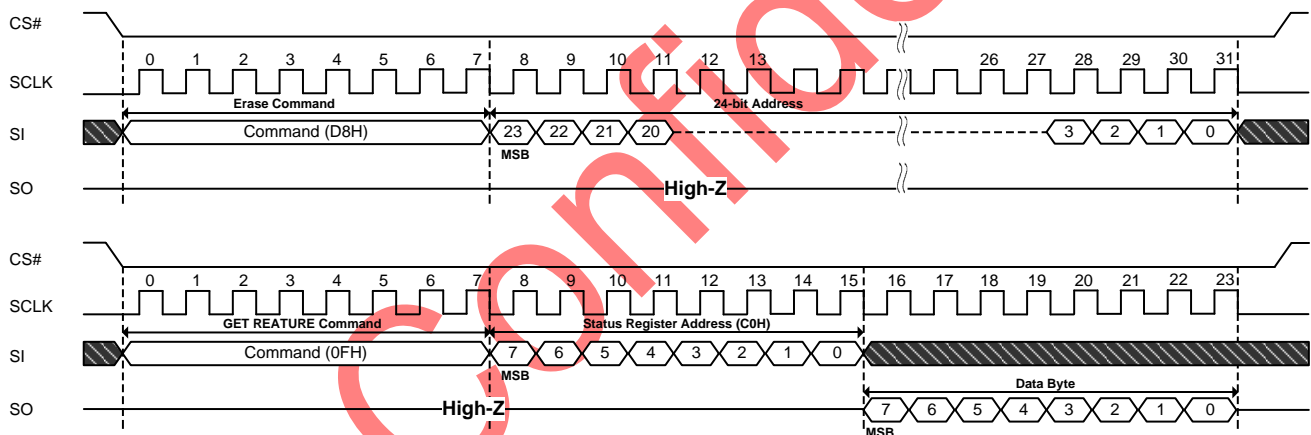 CS#
0 1 2 3 4 5 6 7 8 9 10 11 12 13 26 27 28 29 30 31
SCLK
Erase Command 24-bit Address
SI Command (D8H) 23 22 21 20 3 2 1 0
MSB
SO High-Z
CS#
0 1 2 3 4 5 6 7 8 9 10 11 12 13 14 15 16 17 18 19 20 21 22 23
SCLK
GET REATURE Command Status Register Address (C0H)
SI Command (0FH) 7 6 5 4 3 2 1 0
MSB
Data Byte
SO High-Z 7 6 5 4 3 2 1 0
MSB
Confide